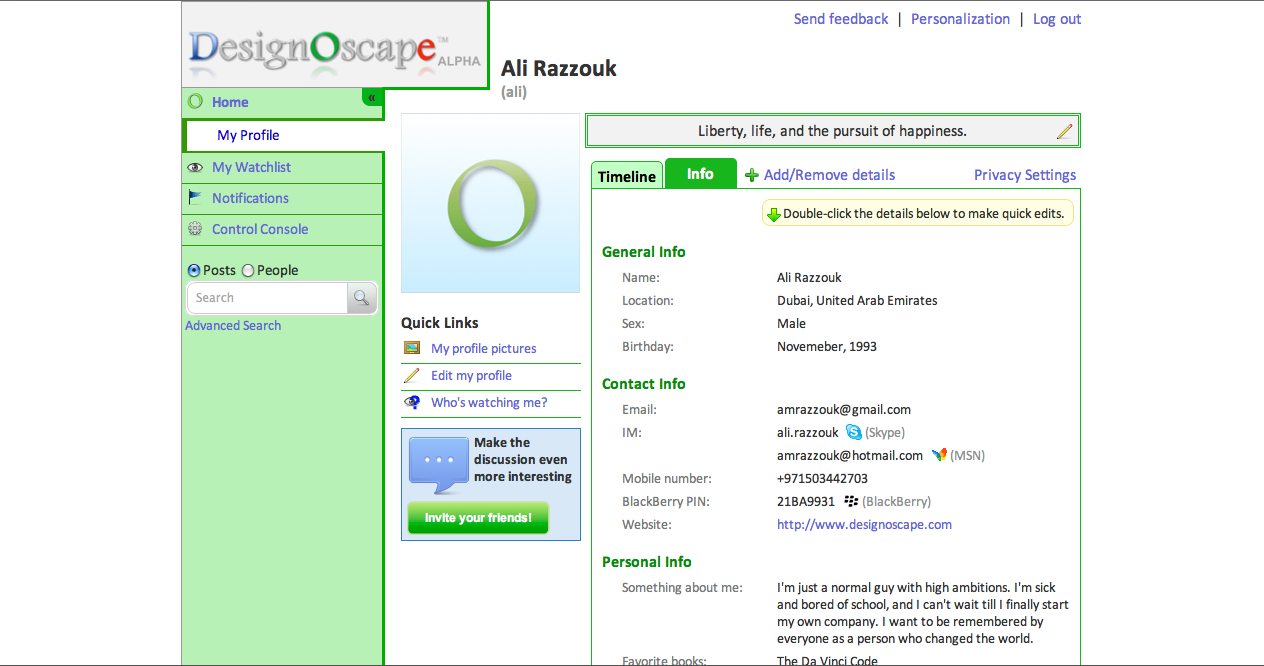 Send feedback | Personalization | Log out
DesignOscape™ ALPHA
Ali Razzouk
(ali)
Home «
My Profile
My Watchlist
Notifications
Control Console
Posts People
Search
Advanced Search
Quick Links
My profile pictures
Edit my profile
Who's watching me?
Make the
discussion even
more interesting
Invite your friends!
Liberty, life, and the pursuit of happiness.
Timeline Info Add/Remove details Privacy Settings
Double-click the details below to make quick edits.
General Info
Name: Ali Razzouk
Location: Dubai, United Arab Emirates
Sex: Male
Birthday: Novemeber, 1993
Contact Info
Email: amrazzouk@gmail.com
IM: ali.razzouk (Skype)
amrazzouk@hotmail.com (MSN)
Mobile number: +971503442703
BlackBerry PIN: 21BA9931 (BlackBerry)
Website: http://www.designoscape.com
Personal Info
Something about me: I'm just a normal guy with high ambitions. I'm sick
and bored of school, and I can't wait till I finally start
my own company. I want to be remembered by
everyone as a person who changed the world.
Favorite books: The Da Vinci Code